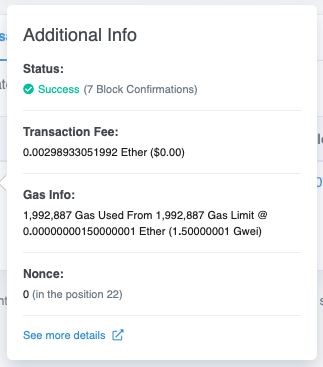 Additional Info
Status:
Success (7 Block Confirmations)
Transaction Fee:
0.00298933051992 Ether ($0.00)
Gas Info:
1,992,887 Gas Used From 1,992,887 Gas Limit @
0.00000000150000001 Ether (1.50000001 Gwei)
Nonce:
0 (in the position 22)
See more details